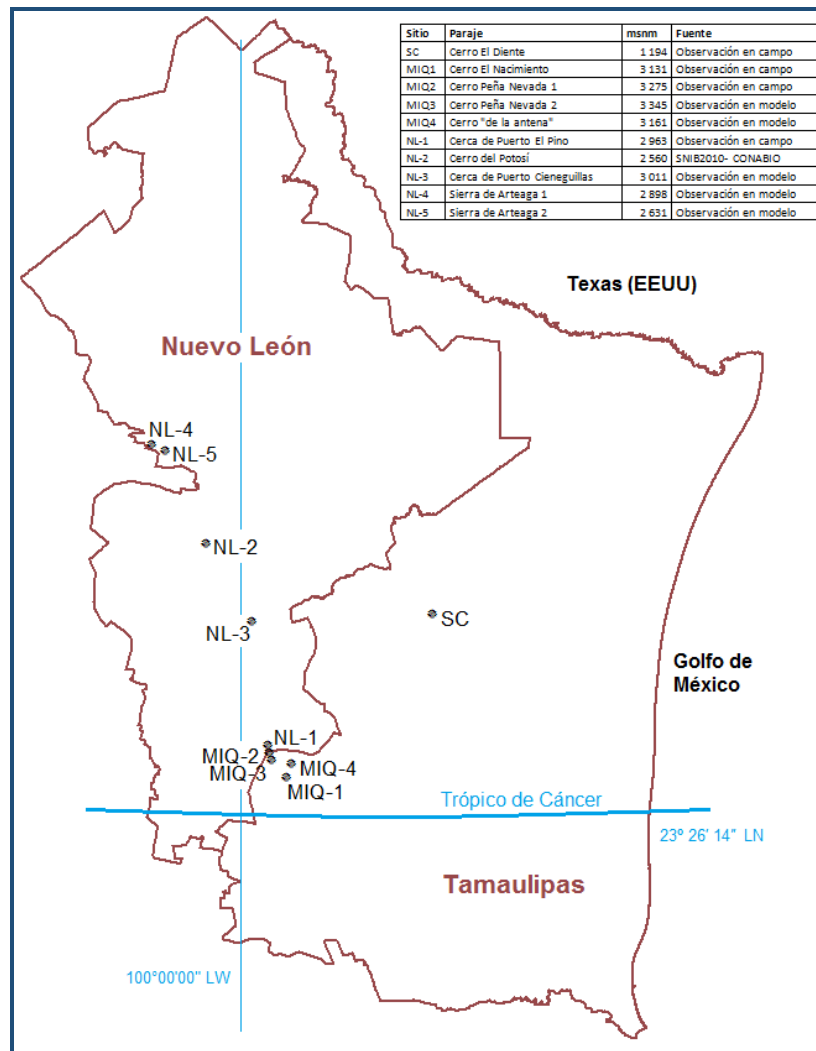 Sitio Paraje msnm Fuente
SC Cerro El Diente 1 194 Observación en campo
MIQ1 Cerro El Nacimiento 3 131 Observación en campo
MIQ2 Cerro Peña Nevada 1 3 275 Observación en campo
MIQ3 Cerro Peña Nevada 2 3 345 Observación en modelo
MIQ4 Cerro "de la antena" 3 161 Observación en modelo
NL-1 Cerca de Puerto El Pino 2 963 Observación en campo
NL-2 Cerro del Potosí 2 560 SNIB2010- CONABIO
NL-3 Cerca de Puerto Cieneguillas 3 011 Observación en modelo
NL-4 Sierra de Arteaga 1 2 898 Observación en modelo
NL-5 Sierra de Arteaga 2 2 631 Observación en modelo
Texas (EEUU)
Nuevo León
NL-4
NL-5
NL-2
NL-3
SC
Golfo de
México
NL-1
MIQ-2
MIQ-3
MIQ-4
MIQ-1
Trópico de Cáncer
23º 26' 14" LN
Tamaulipas
100°00'00" LW